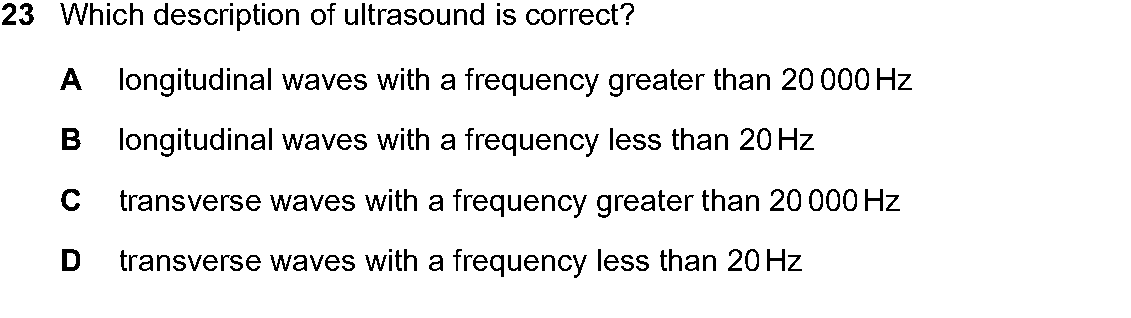 23 Which description of ultrasound is correct?
A longitudinal waves with a frequency greater than 20 000 Hz
B longitudinal waves with a frequency less than 20 Hz
C transverse waves with a frequency greater than 20 000 Hz
D transverse waves with a frequency less than 20 Hz